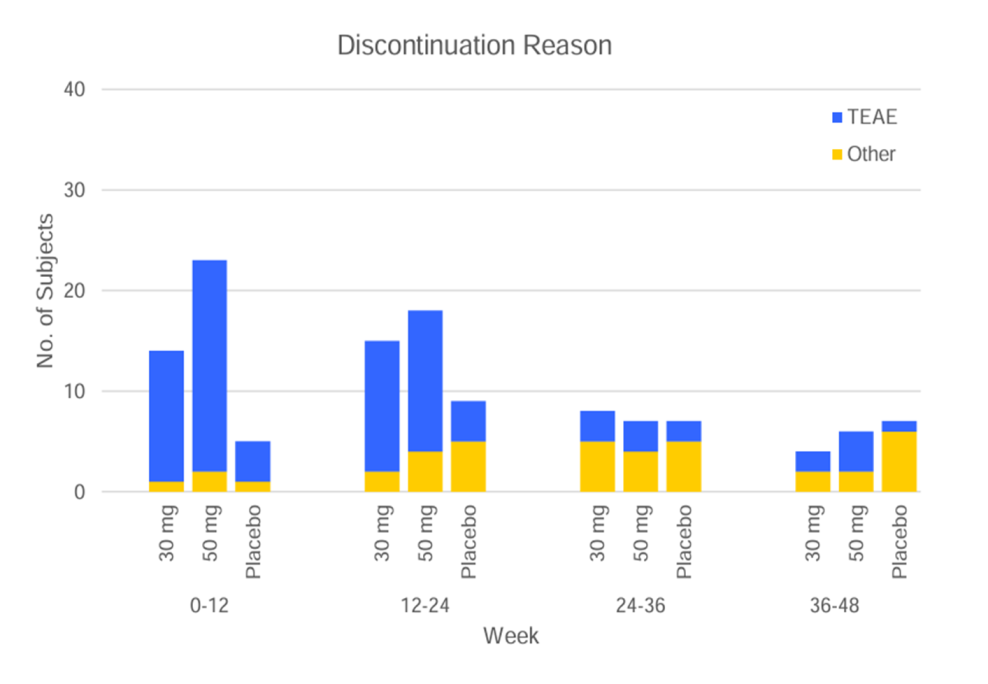 Discontinuation Reason
40
TEAE
Other
30
20
10
0
No. of Subjects
30 mg 50 mg Placebo 30 mg 50 mg Placebo 30 mg 50 mg Placebo 30 mg 50 mg Placebo
0-12 12-24 24-36 36-48
Week